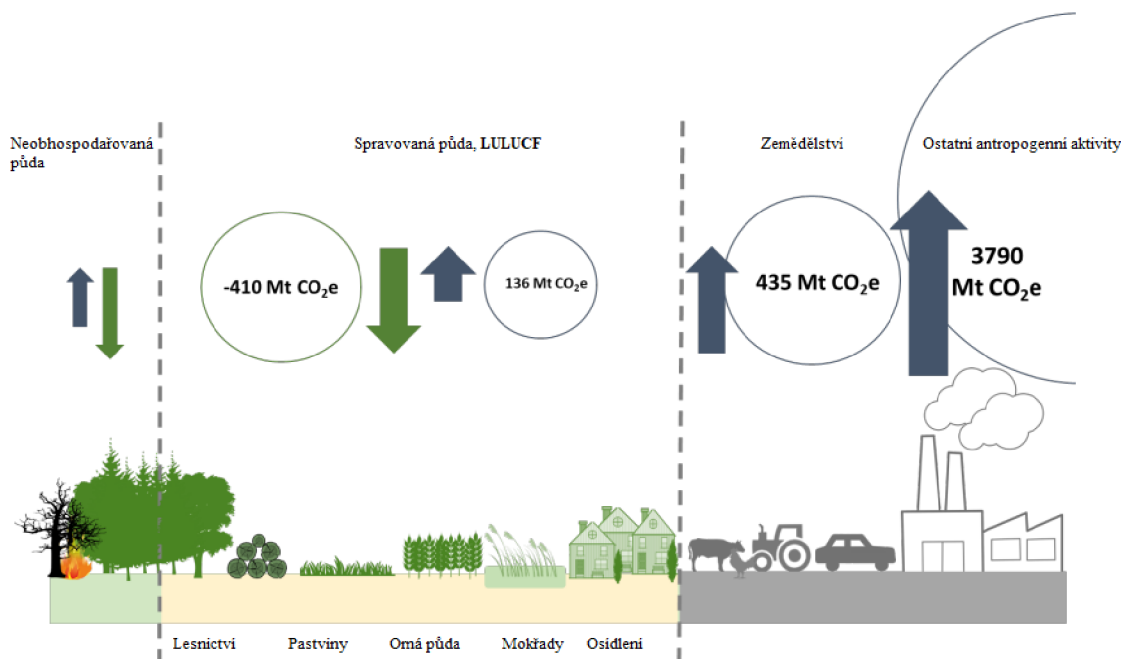 Neobhospodařovaná
půda
Spravovaná půda, LULUCF
Zemědělství
Ostatní antropogenní aktivity
-410 Mt CO₂e
136 Mt CO₂e
435 Mt CO₂e
3790
Mt CO₂e
Lesnictví
Pastviny
Orná půda
Mokřady
Osídlení